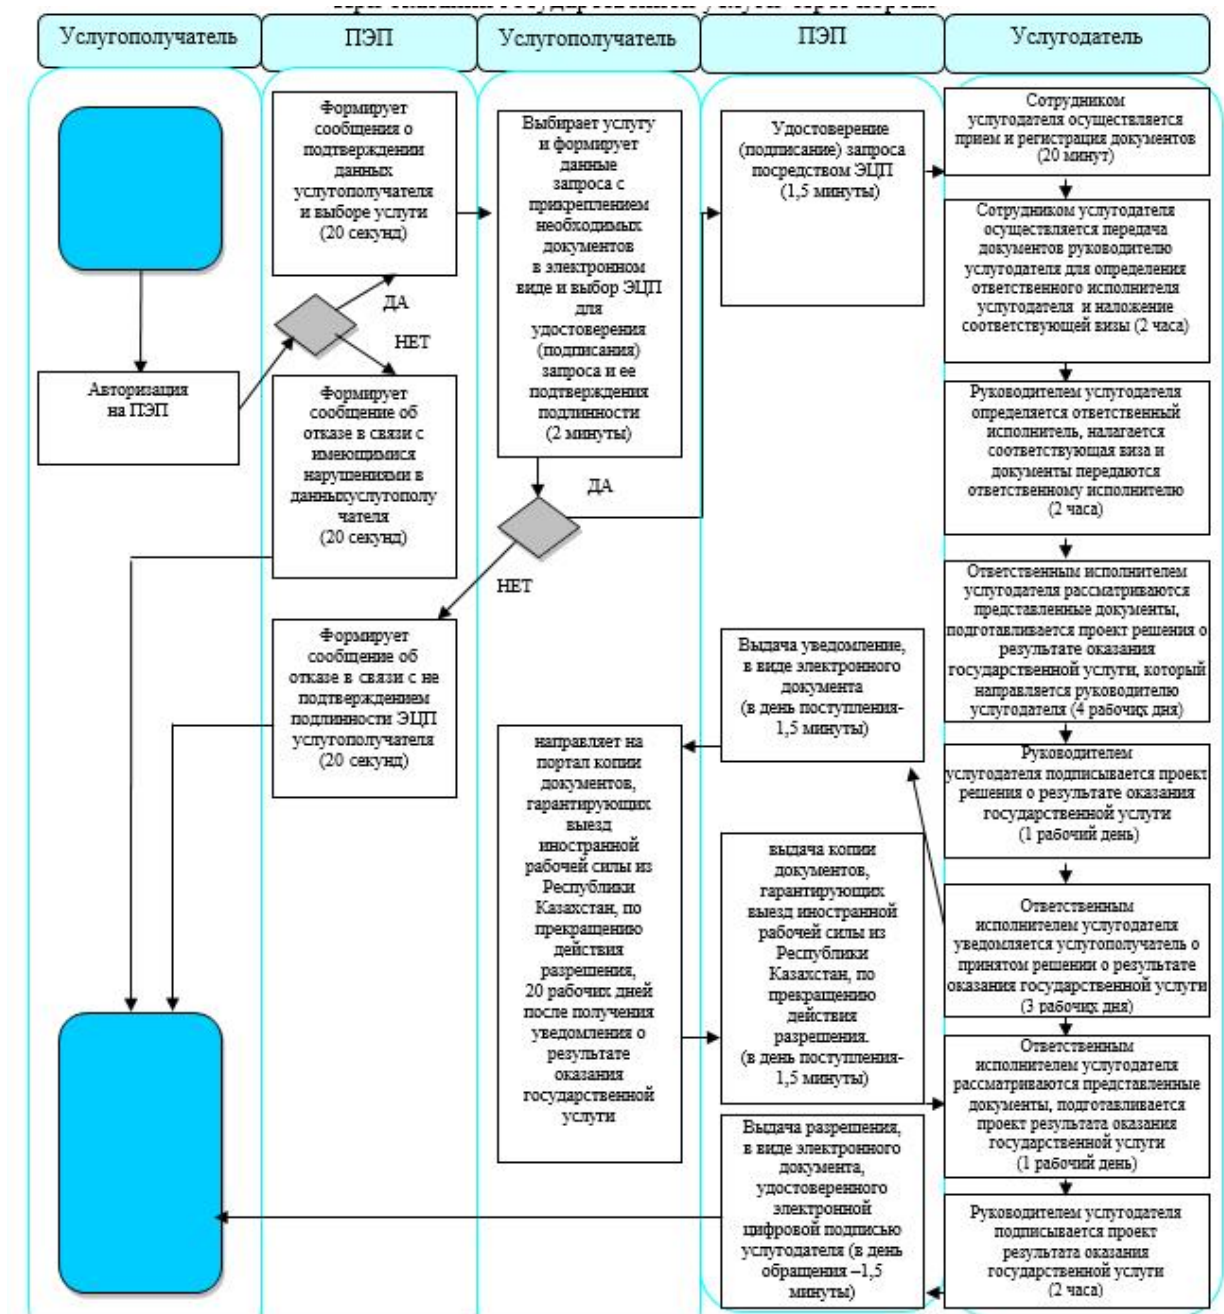 При оказании государственной услуги через портал
Услугополучатель
ПЭП
Услугополучатель
ПЭП
Услугодатель
Авторизация
на ПЭП
Формирует
сообщения о
подтверждении
данных
услугополучателя
и выборе услуги
(20 секунд)
ДА
НЕТ
Формирует
сообщение об
отказе в связи с
имеющимися
нарушениями в
данныхуслугополу
чателя
(20 секунд)
Формирует
сообщение об
отказе в связи с не
подтверждением
подлинности ЭЦП
услугополучателя
(20 секунд)
Выбирает услугу
и формирует
данные
запроса с
прикреплением
необходимых
документов
в электронном
виде и выбор ЭЦП
для
удостоверения
(подписания)
запроса и ее
подтверждения
подлинности
(2 минуты)
ДА
НЕТ
направляет на
портал копии
документов,
гарантирующих
выезд
иностранной
рабочей силы из
Республики
Казахстан, по
прекращению
действия
разрешения,
20 рабочих дней
после получения
уведомления о
результате
оказания
государственной
услуги
Удостоверение
(подписание) запроса
посредством ЭЦП
(1,5 минуты)
Выдача уведомление,
в виде электронного
документа
(в день поступления-
1,5 минуты)
выдача копии
документов,
гарантирующих
выезд иностранной
рабочей силы из
Республики
Казахстан, по
прекращению
действия
разрешения.
(в день поступления-
1,5 минуты)
Выдача разрешения,
в виде электронного
документа,
удостоверенного
электронной
цифровой подписью
услугодателя (в день
обращения –1,5
минуты)
Сотрудником
услугодателя осуществляется
прием и регистрация документов
(20 минут)
Сотрудником услугодателя
осуществляется передача
документов руководителю
услугодателя для определения
ответственного исполнителя
услугодателя и наложение
соответствующей визы (2 часа)
Руководителем услугодателя
определяется ответственный
исполнитель, налагается
соответствующая виза и
документы передаются
ответственному исполнителю
(2 часа)
Ответственным исполнителем
услугодателя рассматриваются
представленные документы,
подготавливается проект решения о
результате оказания
государственной услуги, который
направляется руководителю
услугодателя (4 рабочих дня)
Руководителем
услугодателя подписывается проект
решения о результате оказания
государственной услуги
(1 рабочий день)
Ответственным
исполнителем услугодателя
уведомляется услугополучатель о
принятом решении о результате
оказания государственной услуги
(3 рабочих дня)
Ответственным
исполнителем услугодателя
рассматриваются представленные
документы, подготавливается
проект результата оказания
государственной услуги
(1 рабочий день)
Руководителем услугодателя
подписывается проект
результата оказания
государственной услуги
(2 часа)